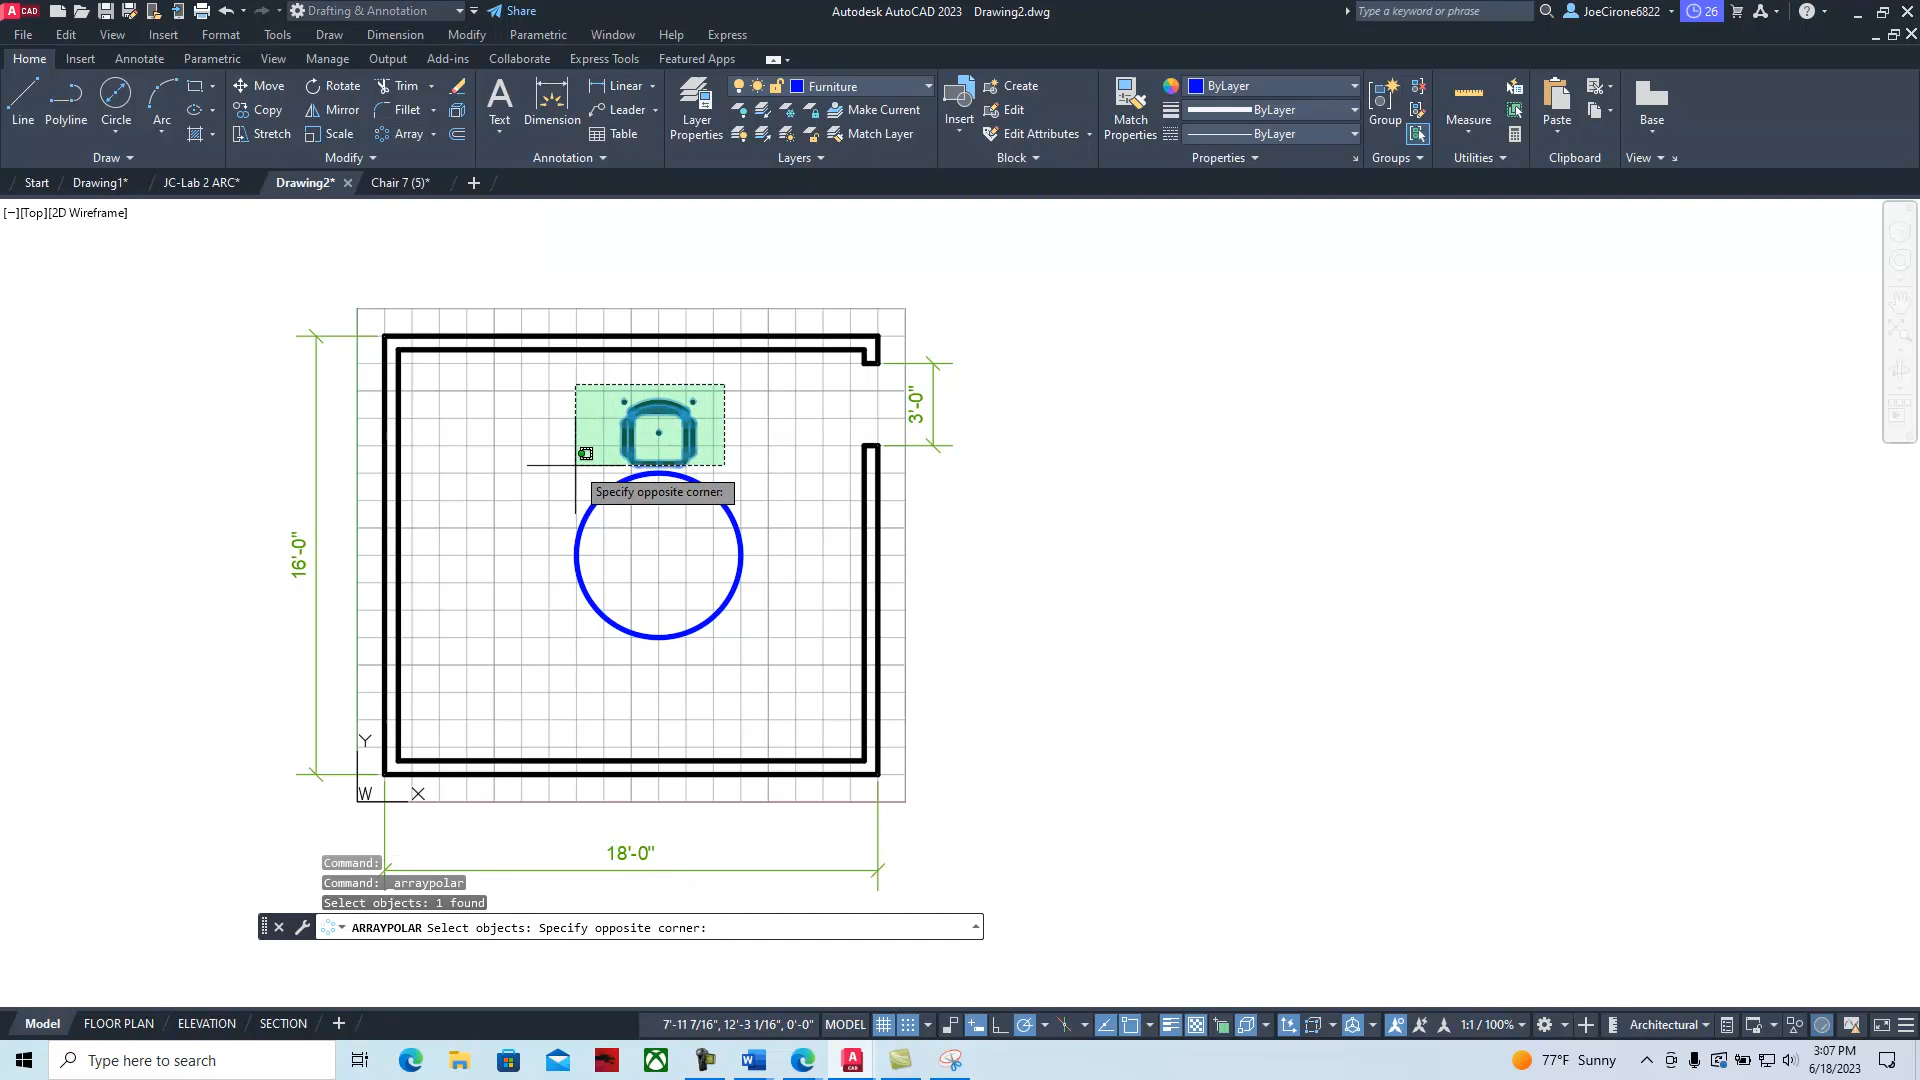 A CAD
Drafting & Annotation
Share
Autodesk AutoCAD 2023 Drawing2.dwg
Type a keyword or phrase
JoeCirone6822
26
File Edit View Insert Format Tools Draw Dimension Modify Parametric Window Help Express
Home Insert Annotate Parametric View Manage Output Add-ins Collaborate Express Tools Featured Apps
Line
Polyline
Circle
Arc
Draw
Move
Rotate
Trim
Copy
Mirror
Fillet
Stretch
Scale
Array
Modify
Text
Dimension
Linear
Leader
Table
Annotation
Layer
Properties
Furniture
Make Current
Match Layer
Layers
Insert
Create
Edit
Edit Attributes
Block
Match
Properties
ByLayer
ByLayer
ByLayer
Properties
Group
Groups
Measure
Utilities
Paste
Clipboard
Base
View
Start
Drawing1*
JC-Lab 2 ARC*
Drawing2*
Chair 7 (5)*
[−][Top][2D Wireframe]
3'-0"
Specify opposite corner:
16'-0"
Y
W X
18'-0"
Command:
Command: _arraypolar
Select objects: 1 found
ARRAYPOLAR Select objects: Specify opposite corner:
Model FLOOR PLAN ELEVATION SECTION
7'-11 7/16", 12'-3 1/16", 0'-0"
MODEL
1:1 / 100%
Architectural
Type here to search
77°F Sunny
3:07 PM
6/18/2023